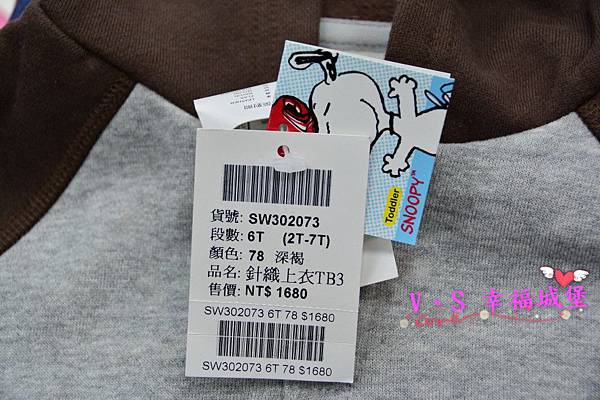 Toddler
SNOOPY™
貨號: SW302073
段數: 6T (2T-7T)
顏色: 78 深褐
品名: 針織上衣TB3
售價: NT$ 1680
SW302073 6T 78 $1680
SW302073 6T 78 $1680
V•S 幸福城堡